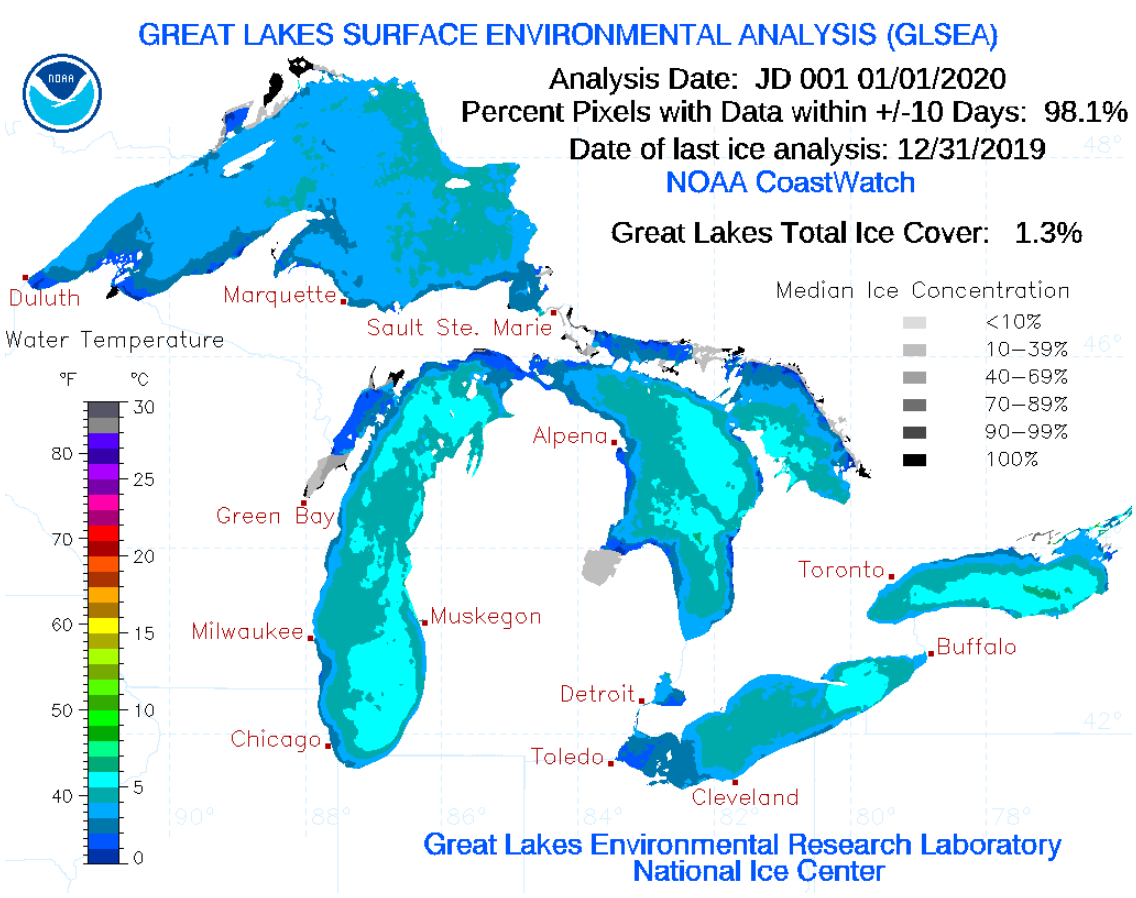 GREAT LAKES SURFACE ENVIRONMENTAL ANALYSIS (GLSEA)
NOAA
Analysis Date: JD 001 01/01/2020
Percent Pixels with Data within +/-10 Days: 98.1%
Date of last ice analysis: 12/31/2019
NOAA CoastWatch
48°
Great Lakes Total Ice Cover: 1.3%
Duluth
Marquette
Sault Ste. Marie
Median Ice Concentration
<10%
10-39%
46°
40-69%
70-89%
90-99%
100%
Water Temperature
°F °C
30
80
25
70
20
60
15
50
10
40
5
0
Alpena
Green Bay
Toronto
Milwaukee
Muskegon
Buffalo
Detroit
Chicago
Toledo
Cleveland
42°
90° 88° 84° 82° 80° 78°
Great Lakes Environmental Research Laboratory
National Ice Center